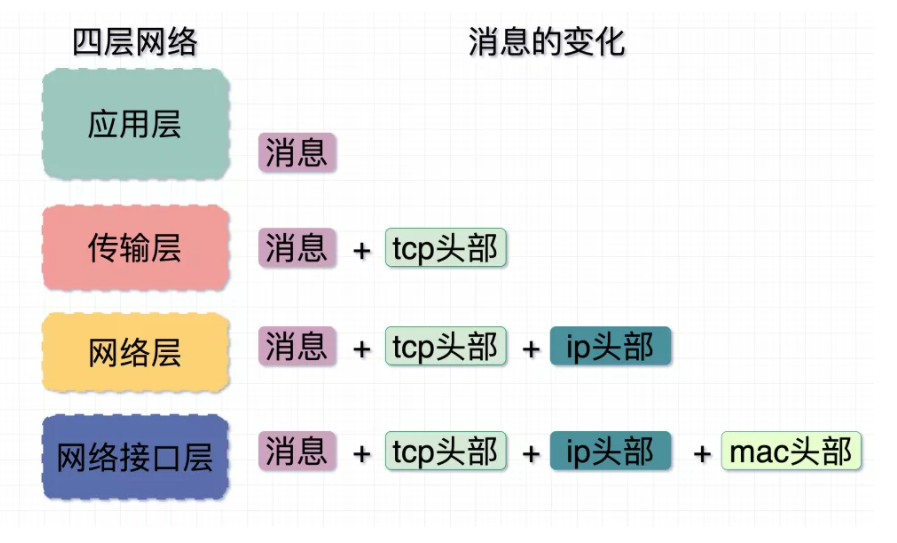 四层网络 消息的变化
应用层
消息
传输层 消息 + tcp头部
网络层 消息 + tcp头部 + ip头部
网络接口层 消息 + tcp头部 + ip头部 + mac头部